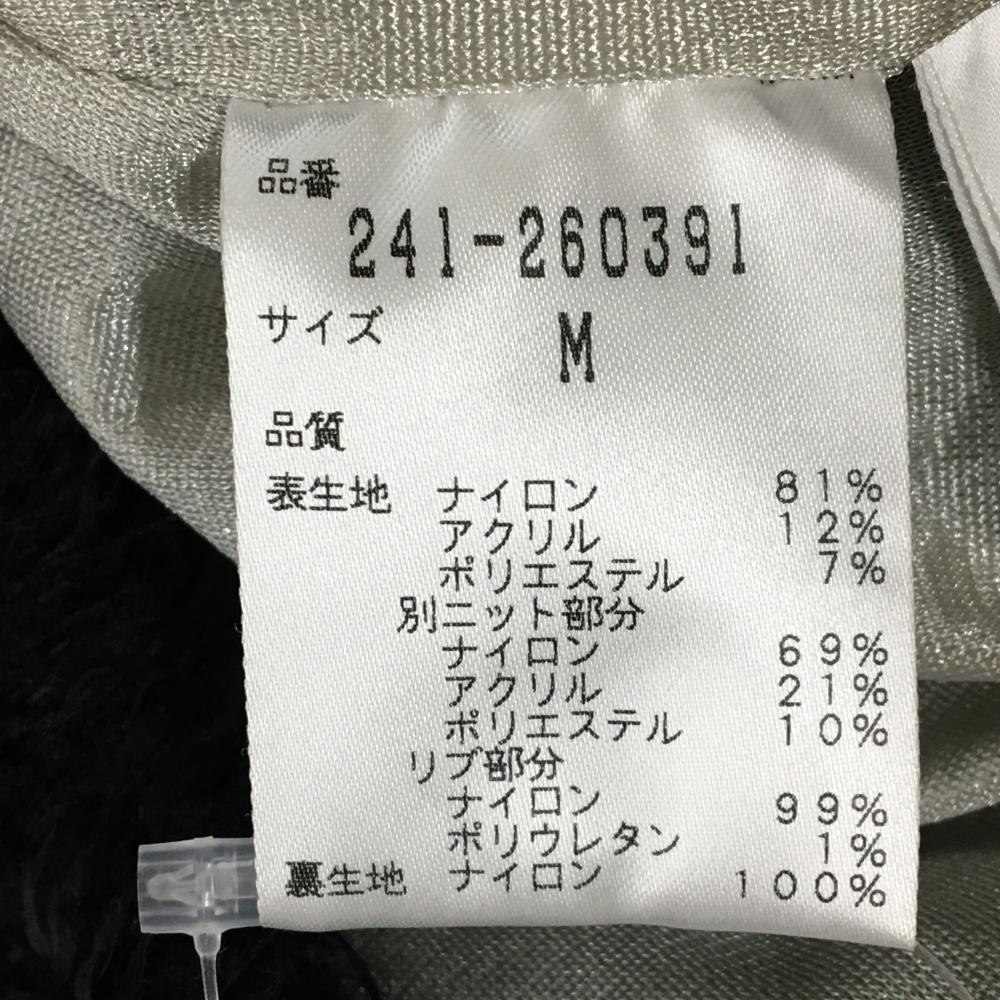 品番
241-260391
サイズ M
品質
表生地 ナイロン 81%
アクリル 12%
ポリエステル 7%
別ニット部分
ナイロン 69%
アクリル 21%
ポリエステル 10%
リブ部分
ナイロン 99%
ポリウレタン 1%
裏生地 ナイロン 100%